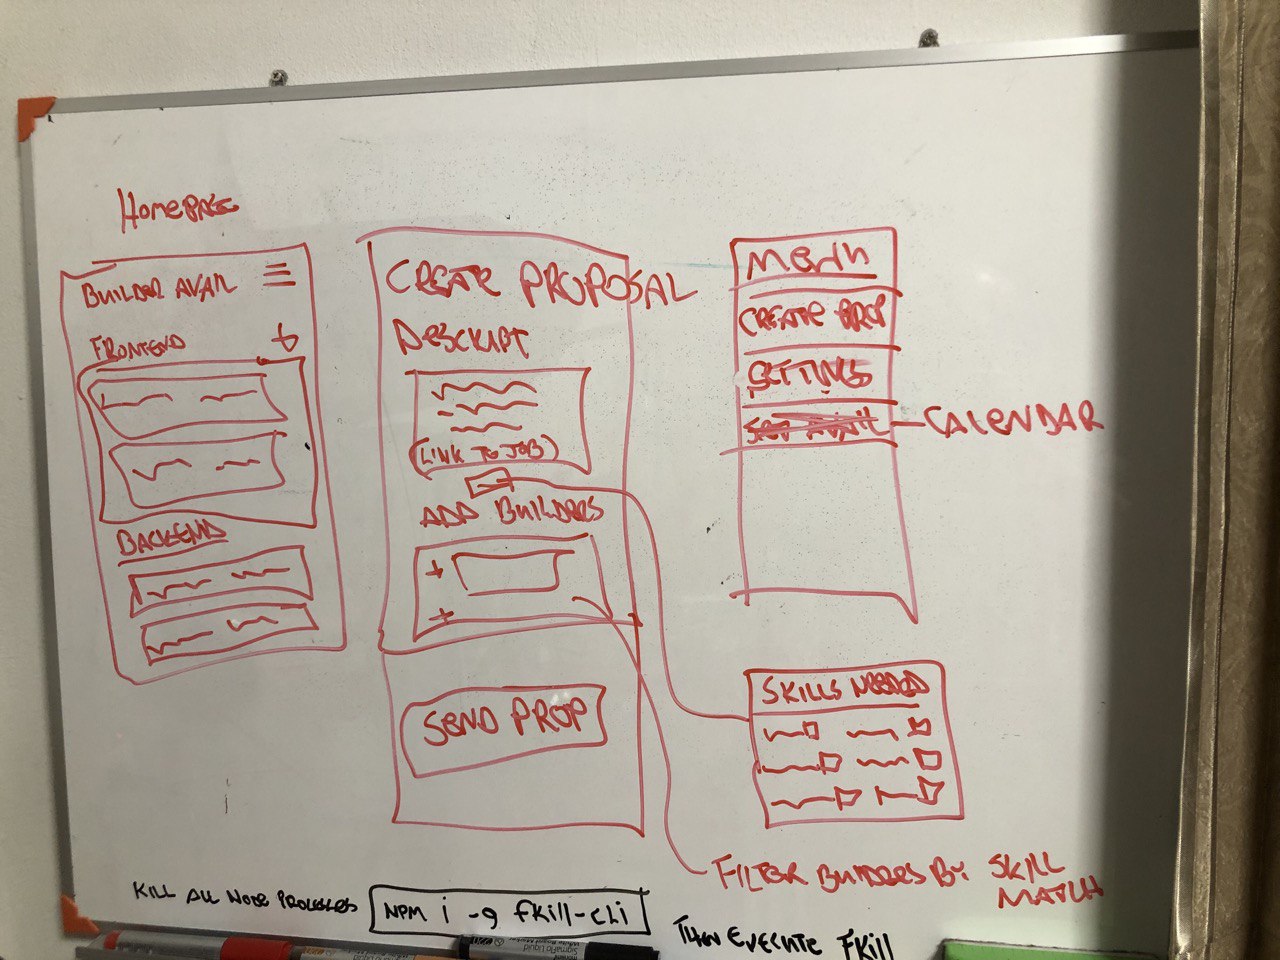 HomePAGE
BUILDER AVAIL
FRONTEND
BACKEND
CREATE PROPOSAL
DESCRIPT
(LINK TO JOB)
ADD BUILDERS
+
+
SEND PROP
MENU
CREATE PROP
SETTINGS
SET AVAIL
CALENDAR
SKILLS NEEDED
FILTER BUILDERS BY SKILL
MATCH
KILL ALL NODE PROCESSES
NPM i -g fkill-cli
THEN EXECUTE FKill